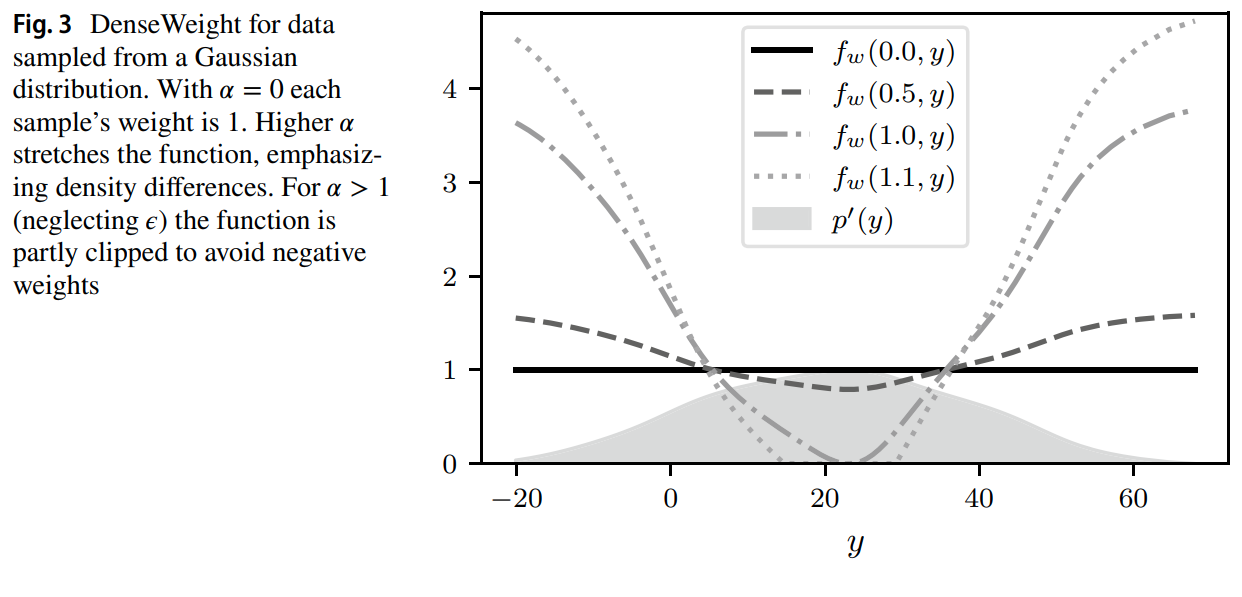 Fig. 3 DenseWeight for data
sampled from a Gaussian
distribution. With α = 0 each
sample's weight is 1. Higher α
stretches the function, emphasiz-
ing density differences. For α > 1
(neglecting ϵ) the function is
partly clipped to avoid negative
weights
f_w(0.0, y)
f_w(0.5, y)
f_w(1.0, y)
f_w(1.1, y)
p′(y)
4
3
2
1
0
−20 0 20 40 60
y